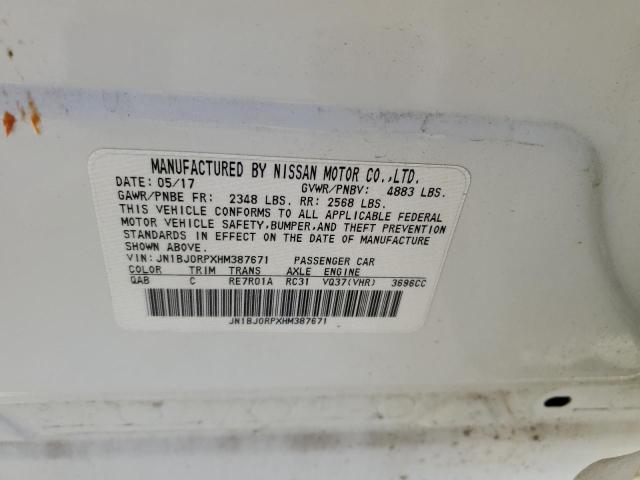 MANUFACTURED BY NISSAN MOTOR CO.,LTD.
DATE: 05/17 GVWR/PNBV: 4883 LBS.
GAWR/PNBE FR: 2348 LBS. RR: 2568 LBS.
THIS VEHICLE CONFORMS TO ALL APPLICABLE FEDERAL
MOTOR VEHICLE SAFETY, BUMPER, AND THEFT PREVENTION
STANDARDS IN EFFECT ON THE DATE OF MANUFACTURE
SHOWN ABOVE.
VIN: JN1BJ0RPXHM387671 PASSENGER CAR
COLOR TRIM TRANS AXLE ENGINE
QAB C RE7R01A RC31 VQ37(VHR) 3696CC
JN1BJ0RPXHM387671